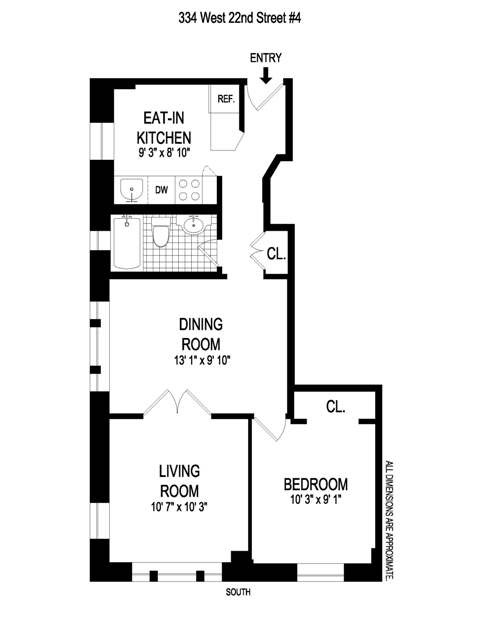 334 West 22nd Street #4
ENTRY
REF.
EAT-IN
KITCHEN
9' 3" x 8' 10"
DW
CL.
DINING
ROOM
13' 1" x 9' 10"
CL.
LIVING
ROOM
10' 7" x 10' 3"
BEDROOM
10' 3" x 9' 1"
ALL DIMENSIONS ARE APPROXIMATE.
SOUTH